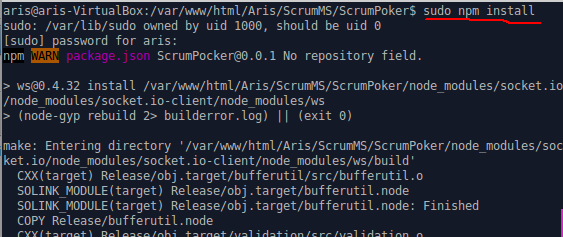 aris@aris-VirtualBox:/var/www/html/Aris/ScrumMS/ScrumPoker$ sudo npm install
sudo: /var/lib/sudo owned by uid 1000, should be uid 0
[sudo] password for aris:
npm WARN package.json ScrumPocker@0.0.1 No repository field.
> ws@0.4.32 install /var/www/html/Aris/ScrumMS/ScrumPoker/node_modules/socket.io
/node_modules/socket.io-client/node_modules/ws
> (node-gyp rebuild 2> builderror.log) || (exit 0)
make: Entering directory '/var/www/html/Aris/ScrumMS/ScrumPoker/node_modules/soc
ket.io/node_modules/socket.io-client/node_modules/ws/build'
CXX(target) Release/obj.target/bufferutil/src/bufferutil.o
SOLINK_MODULE(target) Release/obj.target/bufferutil.node
SOLINK_MODULE(target) Release/obj.target/bufferutil.node: Finished
COPY Release/bufferutil.node
CXX(target) Release/obj.target/validation/src/validation.o